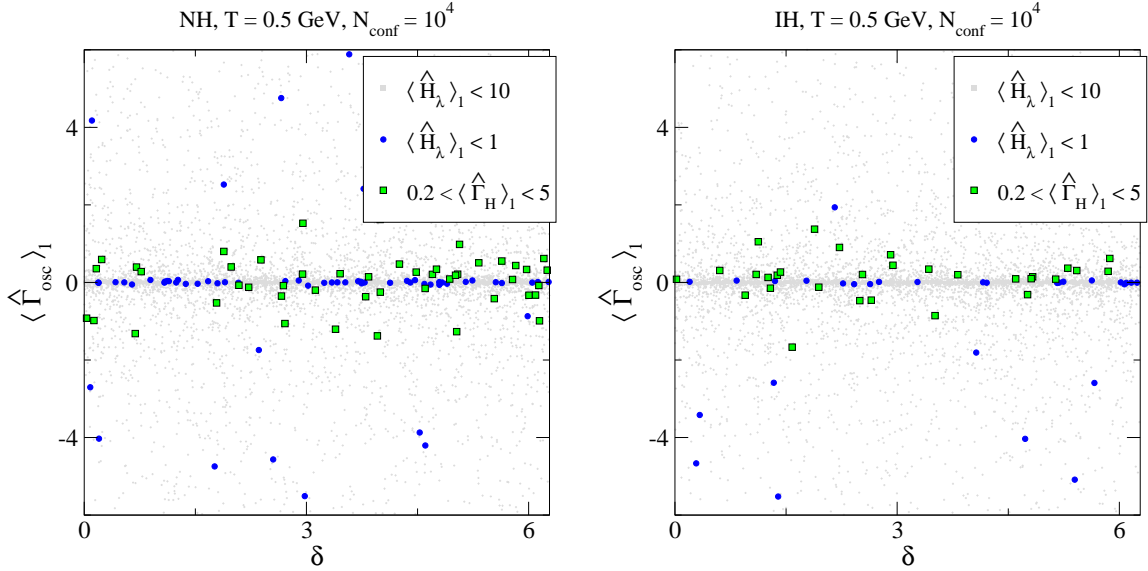 NH, T = 0.5 GeV, N_conf = 10^4
⟨ Ĥ_λ ⟩_1 < 10
⟨ Ĥ_λ ⟩_1 < 1
0.2 < ⟨ Γ̂_H ⟩_1 < 5
4
0
-4
⟨ Γ̂_osc ⟩_1
0 3 6
δ
IH, T = 0.5 GeV, N_conf = 10^4
⟨ Ĥ_λ ⟩_1 < 10
⟨ Ĥ_λ ⟩_1 < 1
0.2 < ⟨ Γ̂_H ⟩_1 < 5
4
0
-4
⟨ Γ̂_osc ⟩_1
0 3 6
δ